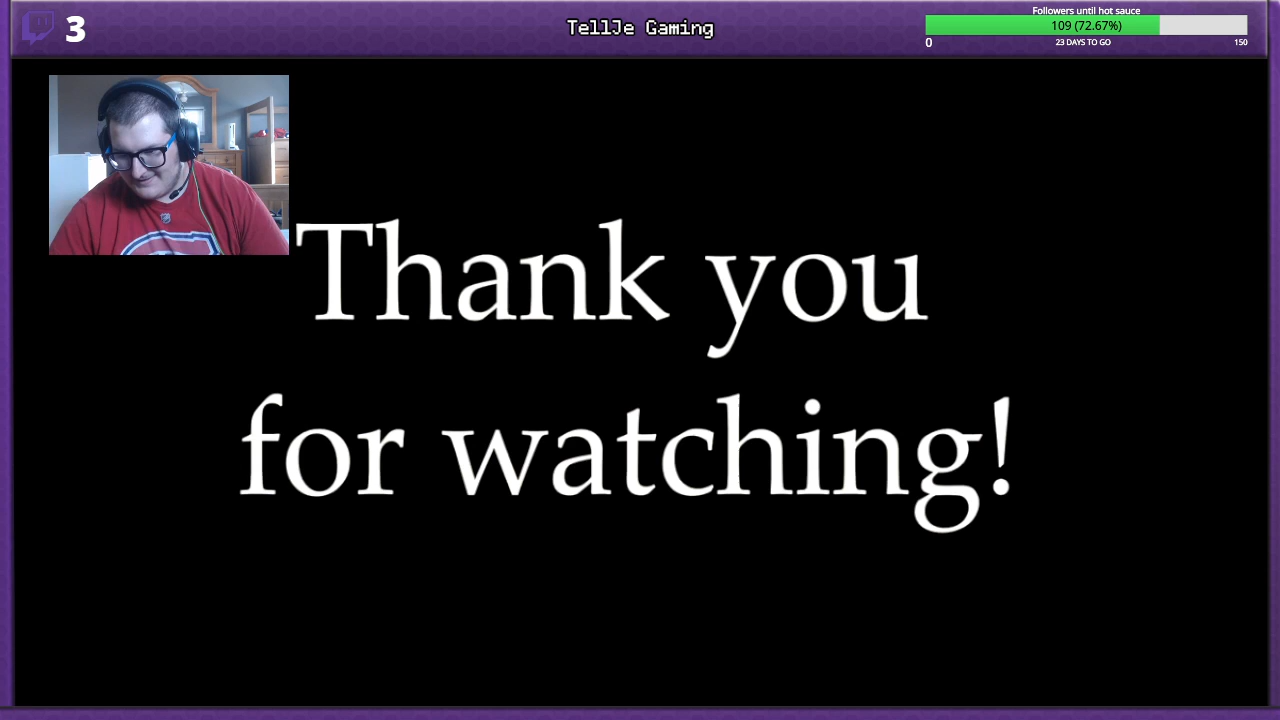 3
TellJe Gaming
Followers until hot sauce
109 (72.67%)
0
23 DAYS TO GO
150
Thank you
for watching!